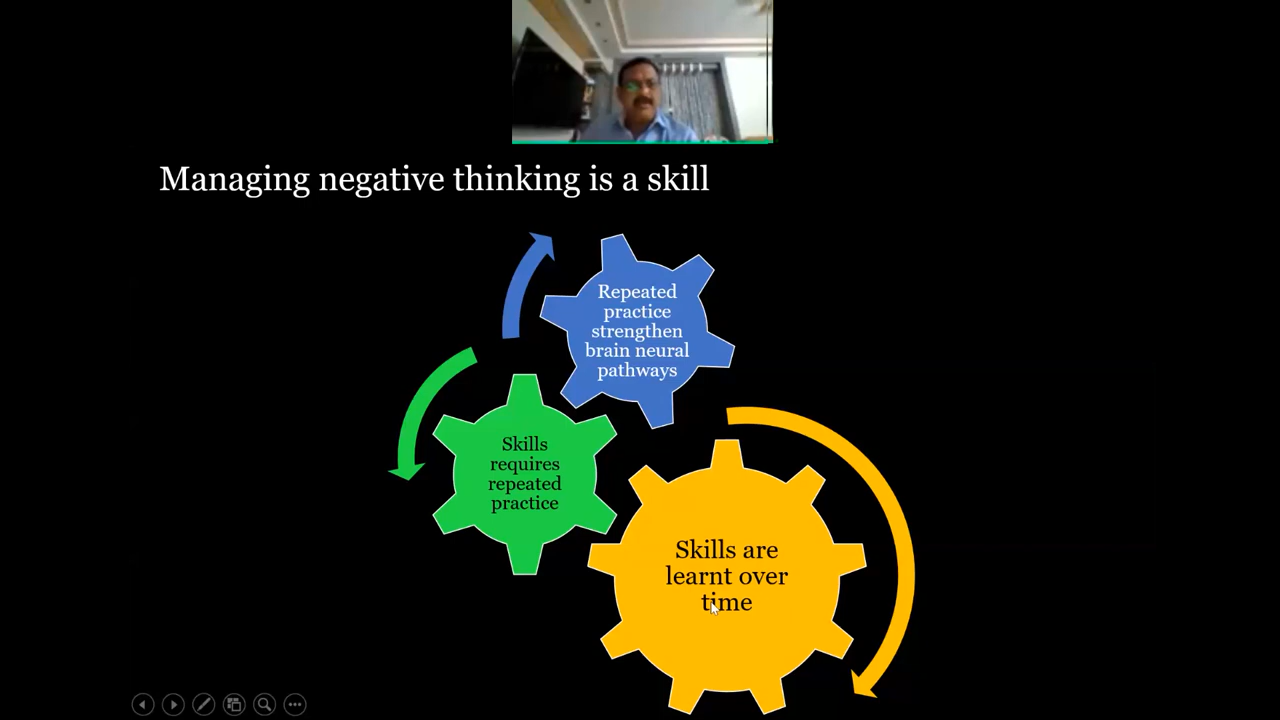 Managing negative thinking is a skill
Repeated
practice
strengthen
brain neural
pathways
Skills
requires
repeated
practice
Skills are
learnt over
time